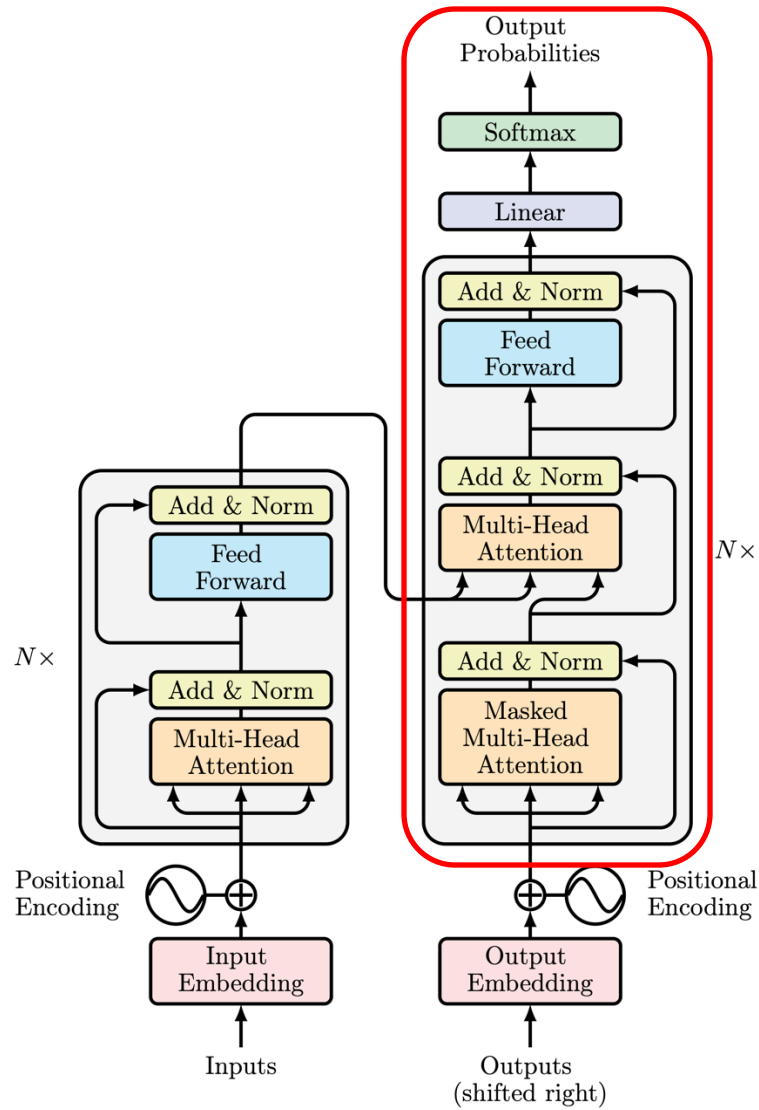 Output
Probabilities
Softmax
Linear
Add & Norm
Feed
Forward
Add & Norm
Multi-Head
Attention
N×
Add & Norm
Masked
Multi-Head
Attention
Add & Norm
Feed
Forward
N×
Add & Norm
Multi-Head
Attention
Positional
Encoding
Positional
Encoding
Input
Embedding
Output
Embedding
Inputs
Outputs
(shifted right)